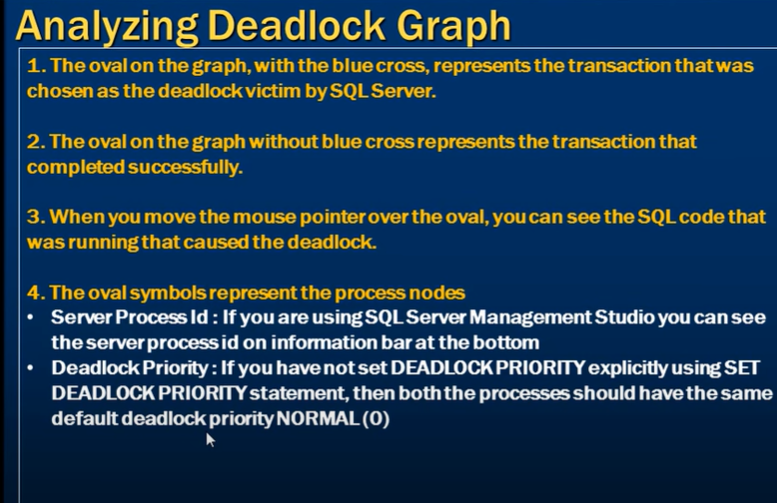 Analyzing Deadlock Graph
1. The oval on the graph, with the blue cross, represents the transaction that was
chosen as the deadlock victim by SQL Server.
2. The oval on the graph without blue cross represents the transaction that
completed successfully.
3. When you move the mouse pointer over the oval, you can see the SQL code that
was running that caused the deadlock.
4. The oval symbols represent the process nodes
• Server Process Id : If you are using SQL Server Management Studio you can see
the server process id on information bar at the bottom
• Deadlock Priority : If you have not set DEADLOCK PRIORITY explicitly using SET
DEADLOCK PRIORITY statement, then both the processes should have the same
default deadlock priority NORMAL (0)